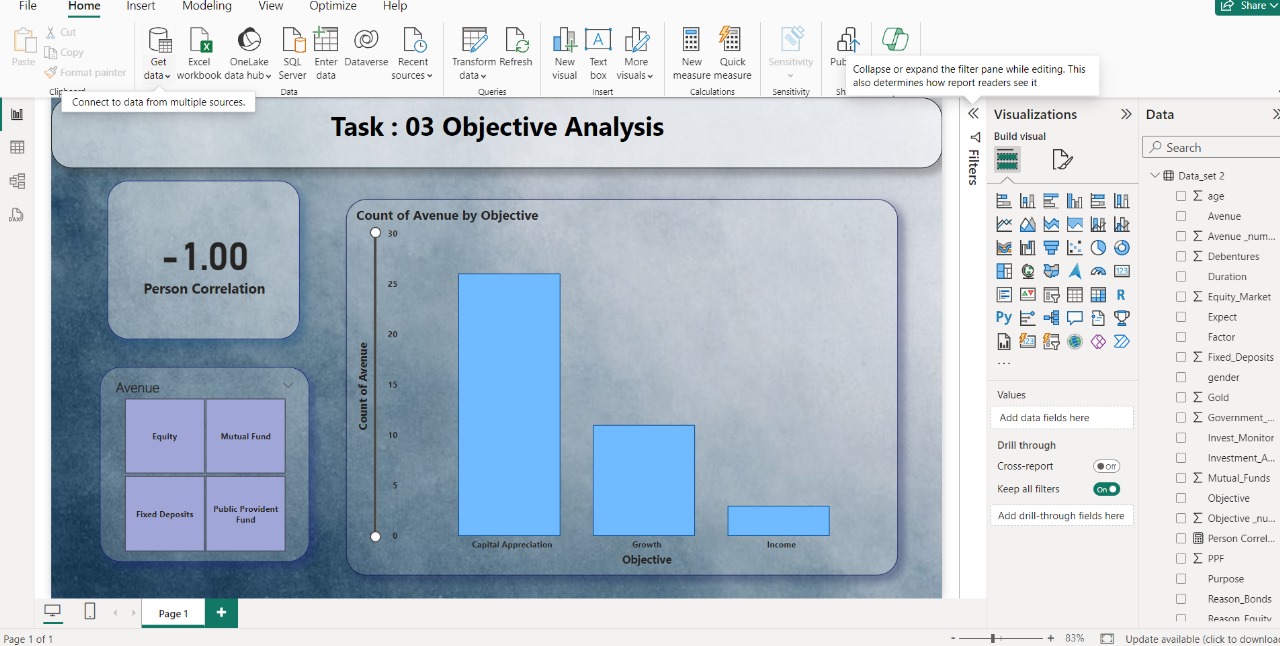 File Home Insert Modeling View Optimize Help
Share
Paste
Cut
Copy
Format painter
Get data
Excel workbook
OneLake data hub
SQL Server
Enter data
Dataverse
Recent sources
Transform data
Refresh
New visual
Text box
More visuals
New measure
Quick measure
Sensitivity
Data
Queries
Insert
Calculations
Sensitivity
Connect to data from multiple sources.
Collapse or expand the filter pane while editing. This
also determines how report readers see it
Task : 03 Objective Analysis
-1.00
Person Correlation
Avenue
Equity
Mutual Fund
Fixed Deposits
Public Provident
Fund
Count of Avenue by Objective
Count of Avenue
30
25
20
15
10
5
0
Capital Appreciation
Growth
Income
Objective
Filters
Visualizations
Build visual
123
R
Py
123
...
Values
Add data fields here
Drill through
Cross-report
Off
Keep all filters
On
Add drill-through fields here
Data
Search
Data_set 2
age
Avenue
Avenue _num...
Debentures
Duration
Equity_Market
Expect
Factor
Fixed_Deposits
gender
Gold
Government_...
Invest_Monitor
Investment_A...
Mutual_Funds
Objective
Objective _nu...
Person Correl...
PPF
Purpose
Reason_Bonds
Reason_Equity
Page 1
+
Page 1 of 1
- + 83%
Update available (click to download